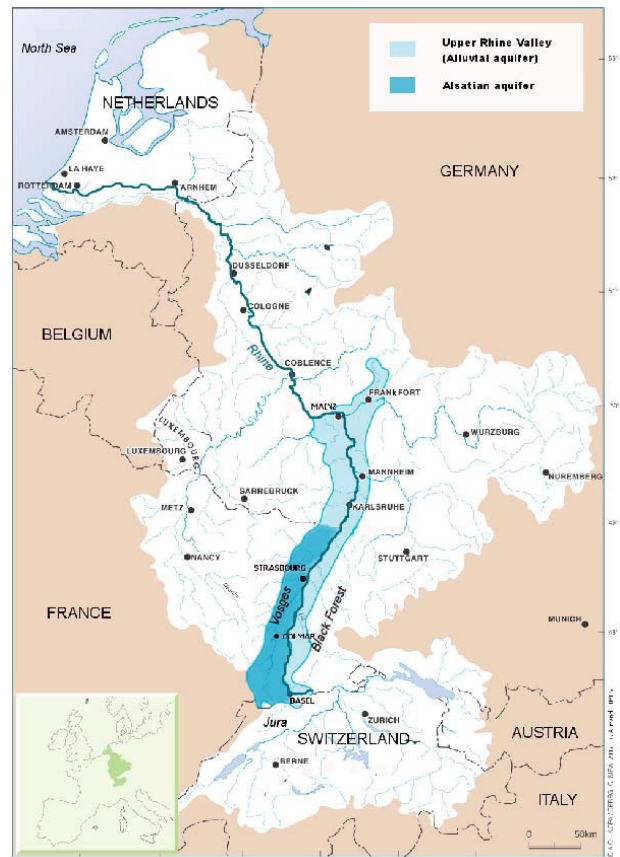 North Sea
Upper Rhine Valley
(Alluvial aquifer)
Alsatian aquifer
NETHERLANDS
AMSTERDAM
LA HAYE
ROTTERDAM
ARNHEM
GERMANY
DUSSELDORF
COLOGNE
BELGIUM
Rhine
COBLENCE
FRANKFORT
MAINZ
WURZBURG
LUXEMBOURG
LUXEMBOURG
MANNHEIM
NUREMBERG
SARREBRUCK
METZ
KARLSRUHE
NANCY
STRASBOURG
STUTTGART
Vosges
Black Forest
FRANCE
MUNICH
COLMAR
BASEL
Jura
ZURICH
SWITZERLAND
AUSTRIA
BERNE
ITALY
0
50km